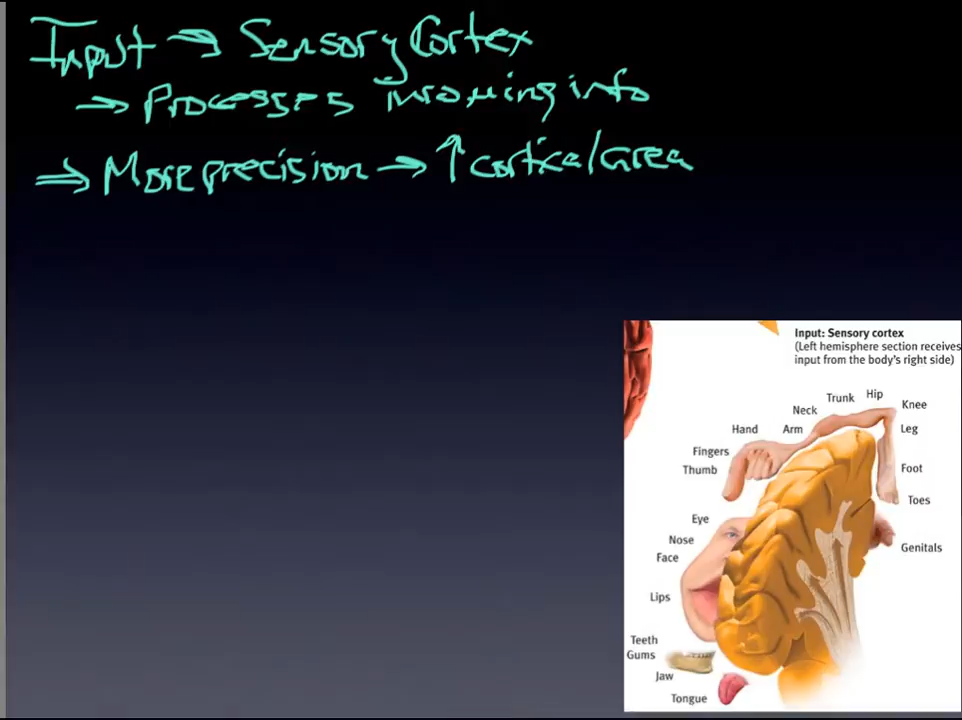 Input → Sensory Cortex
→ Processes incoming info
⇒ More precision → ↑ cortical area
Input: Sensory cortex
(Left hemisphere section receives
input from the body's right side)
Hip
Trunk
Knee
Neck
Hand
Arm
Leg
Fingers
Thumb
Foot
Toes
Eye
Nose
Genitals
Face
Lips
Teeth
Gums
Jaw
Tongue